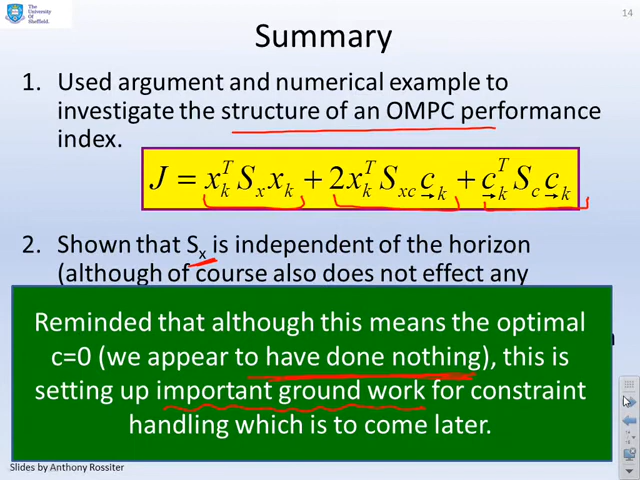 The
University
Of
Sheffield.
14
Summary
1. Used argument and numerical example to
investigate the structure of an OMPC performance
index.
J = x_k^T S_x x_k + 2x_k^T S_xc c_k + c_k^T S_c c_k
2. Shown that S_x is independent of the horizon
(although of course also does not effect any
Reminded that although this means the optimal
c=0 (we appear to have done nothing), this is
setting up important ground work for constraint
handling which is to come later.
Slides by Anthony Rossiter